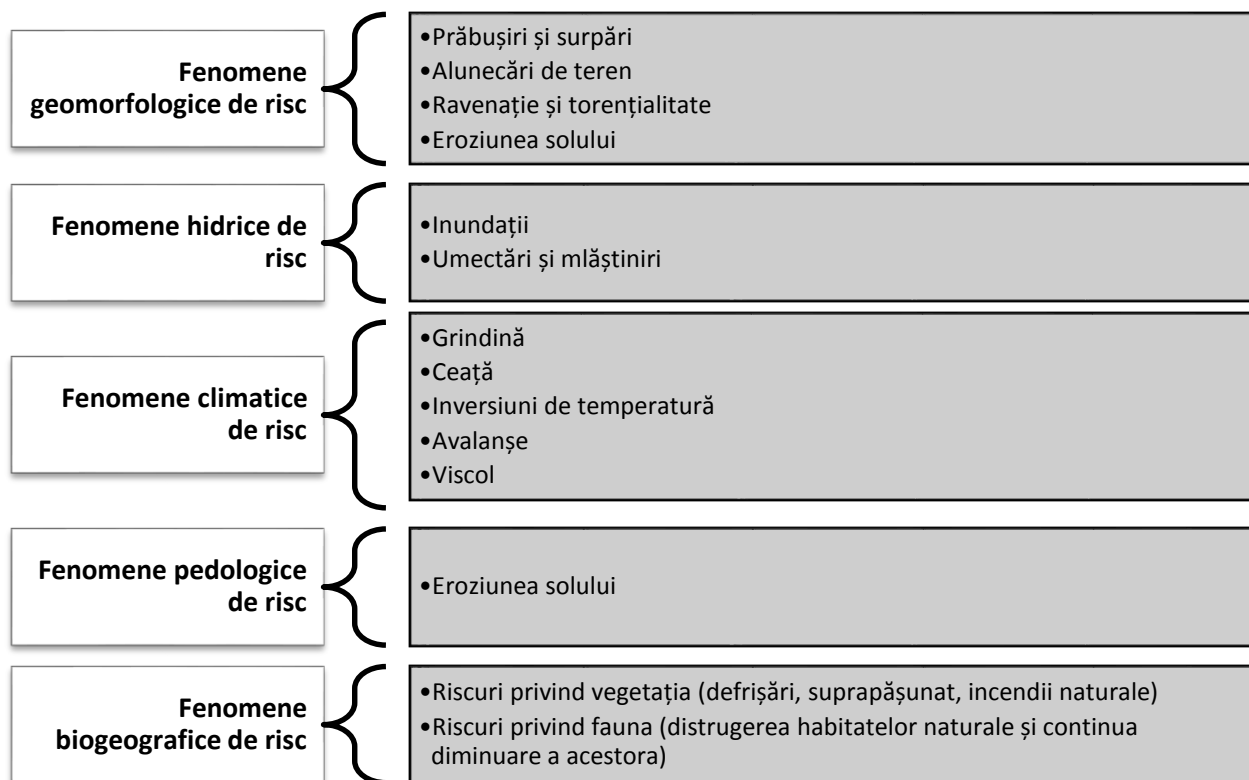 Fenomene
geomorfologice de risc
•Prăbușiri și surpări
•Alunecări de teren
•Ravenație și torențialitate
•Eroziunea solului
Fenomene hidrice de
risc
•Inundații
•Umectări și mlăștiniri
Fenomene climatice
de risc
•Grindină
•Ceață
•Inversiuni de temperatură
•Avalanșe
•Viscol
Fenomene pedologice
de risc
•Eroziunea solului
Fenomene
biogeografice de risc
•Riscuri privind vegetația (defrișări, suprapășunat, incendii naturale)
•Riscuri privind fauna (distrugerea habitatelor naturale și continua
diminuare a acestora)